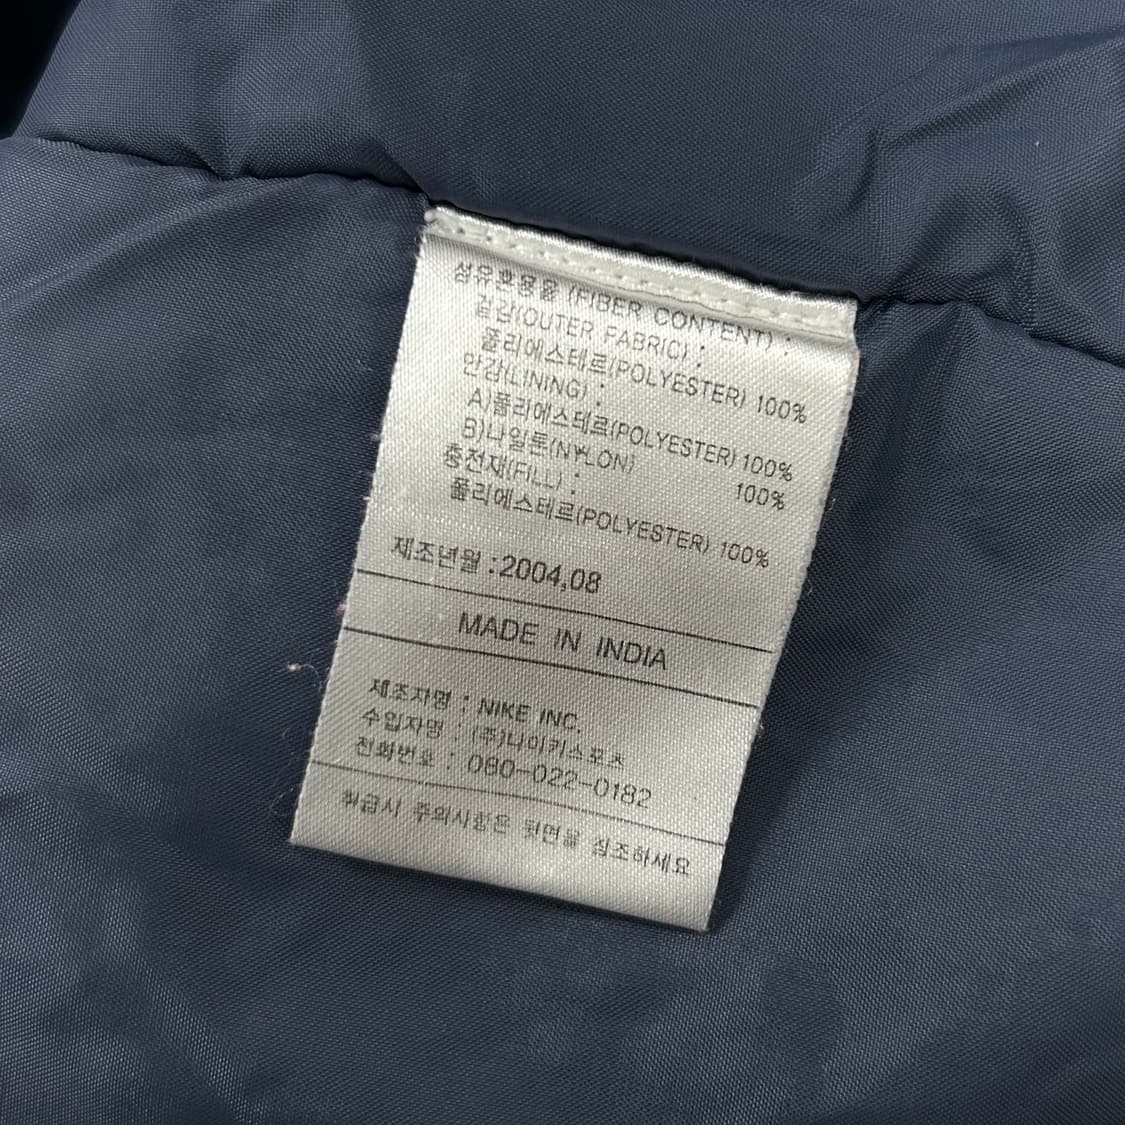 섬유혼용율 (FIBER CONTENT) :
겉감(OUTER FABRIC) :
폴리에스테르(POLYESTER) 100%
안감(LINING) :
A)폴리에스테르(POLYESTER) 100%
B)나일론(NYLON) 100%
충전재(FILL) :
폴리에스테르(POLYESTER) 100%
제조년월 :2004,08
MADE IN INDIA
제조자명 : NIKE INC.
수입자명 : (주)나이키스포츠
전화번호 : 080-022-0182
취급시 주의사항은 뒷면을 참조하세요